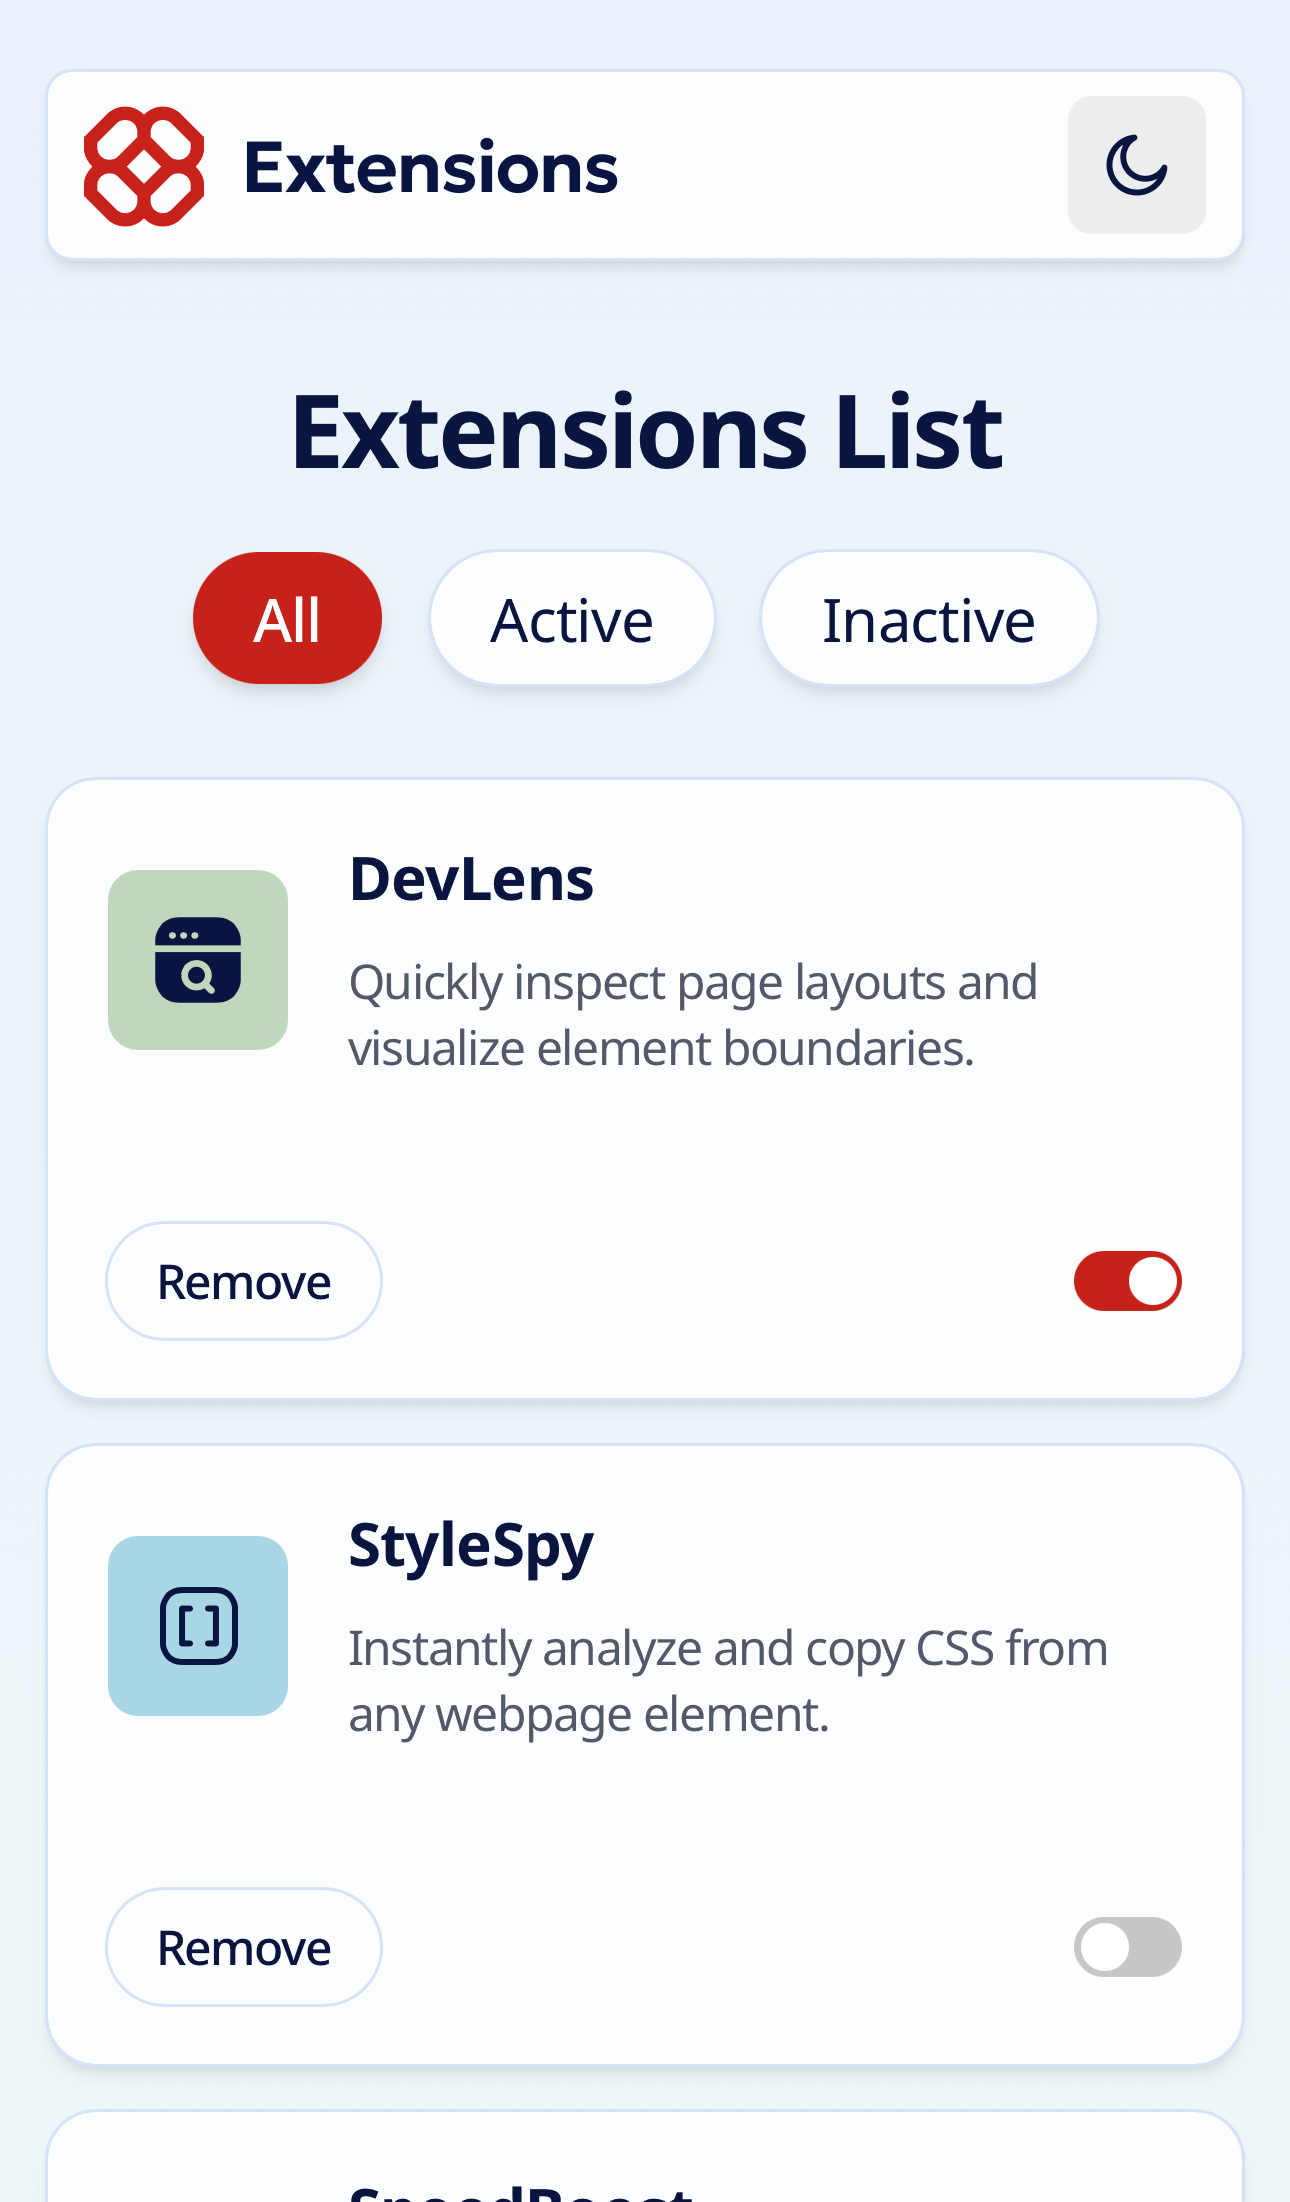 Extensions
Extensions List
All
Active
Inactive
DevLens
Quickly inspect page layouts and
visualize element boundaries.
Remove
StyleSpy
Instantly analyze and copy CSS from
any webpage element.
Remove
SpeedBoost